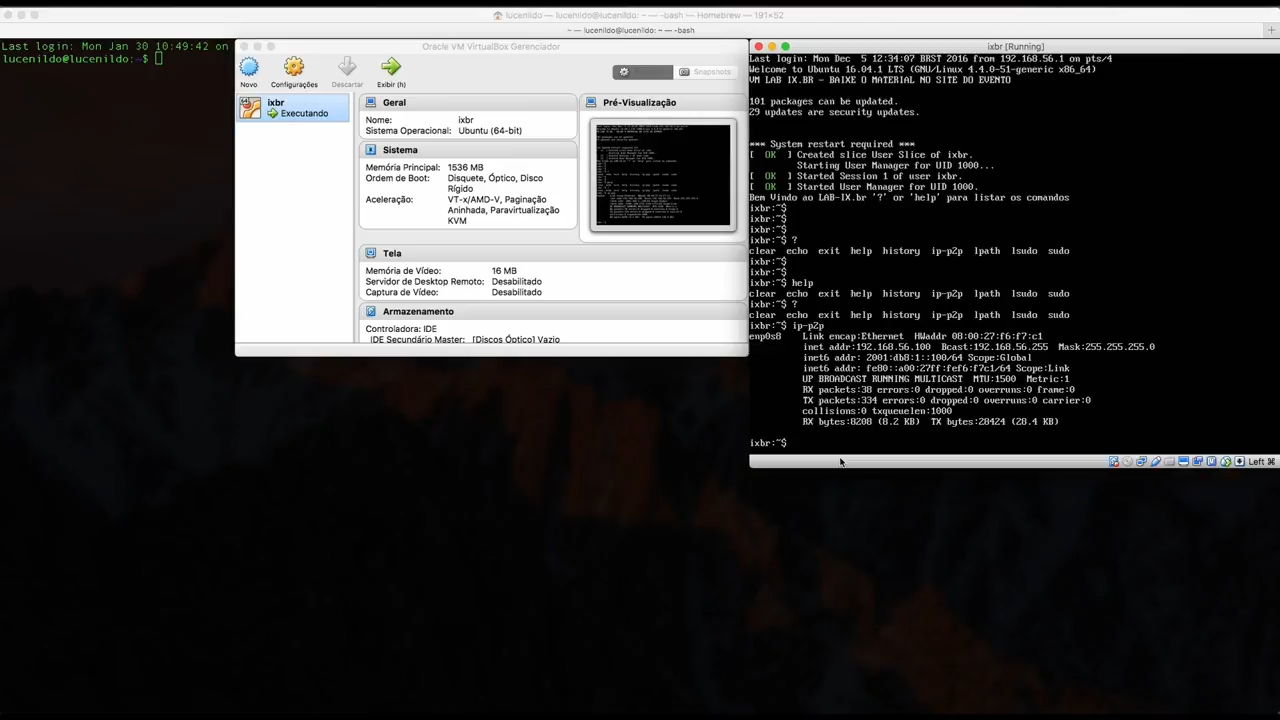 lucenildo — lucenildo@lucenildo: ~ — -bash — Homebrew — 191×52
~ — lucenildo@lucenildo: ~ — -bash
Last login: Mon Jan 30 10:49:42 on
lucenildo@lucenildo:~$
Oracle VM VirtualBox Gerenciador
Novo
Configurações
Descartar
Exibir (h)
Snapshots
ixbr
Executando
Geral
Nome: ixbr
Sistema Operacional: Ubuntu (64-bit)
Sistema
Memória Principal: 1536 MB
Ordem de Boot: Disquete, Óptico, Disco
Rígido
Aceleração: VT-x/AMD-V, Paginação
Aninhada, Paravirtualização
KVM
Tela
Memória de Vídeo: 16 MB
Servidor de Desktop Remoto: Desabilitado
Captura de Vídeo: Desabilitado
Armazenamento
Controladora: IDE
IDE Secundário Master: [Discos Óptico] Vazio
Pré-Visualização
ixbr [Running]
Last login: Mon Dec  5 12:34:07 BRST 2016 from 192.168.56.1 on pts/4
Welcome to Ubuntu 16.04.1 LTS (GNU/Linux 4.4.0-51-generic x86_64)
VM LAB IX.BR - BAIXE O MATERIAL NO SITE DO EVENTO
101 packages can be updated.
29 updates are security updates.
*** System restart required ***
[  OK  ] Created slice User Slice of ixbr.
Starting User Manager for UID 1000...
[  OK  ] Started Session 1 of user ixbr.
[  OK  ] Started User Manager for UID 1000.
Bem Vindo ao LAB-IX.br '?' or 'help' para listar os comandos
ixbr:~$
ixbr:~$
ixbr:~$ ?
clear  echo  exit  help  history  ip-p2p  lpath  lsudo  sudo
ixbr:~$
ixbr:~$
ixbr:~$ help
clear  echo  exit  help  history  ip-p2p  lpath  lsudo  sudo
ixbr:~$ ?
clear  echo  exit  help  history  ip-p2p  lpath  lsudo  sudo
ixbr:~$ ip-p2p
enp0s8    Link encap:Ethernet  HWaddr 08:00:27:f6:f7:c1
inet addr:192.168.56.100  Bcast:192.168.56.255  Mask:255.255.255.0
inet6 addr: 2001:db8:1::100/64 Scope:Global
inet6 addr: fe80::a00:27ff:fef6:f7c1/64 Scope:Link
UP BROADCAST RUNNING MULTICAST  MTU:1500  Metric:1
RX packets:38 errors:0 dropped:0 overruns:0 frame:0
TX packets:334 errors:0 dropped:0 overruns:0 carrier:0
collisions:0 txqueuelen:1000
RX bytes:8208 (8.2 KB)  TX bytes:28424 (28.4 KB)
ixbr:~$
Left ⌘